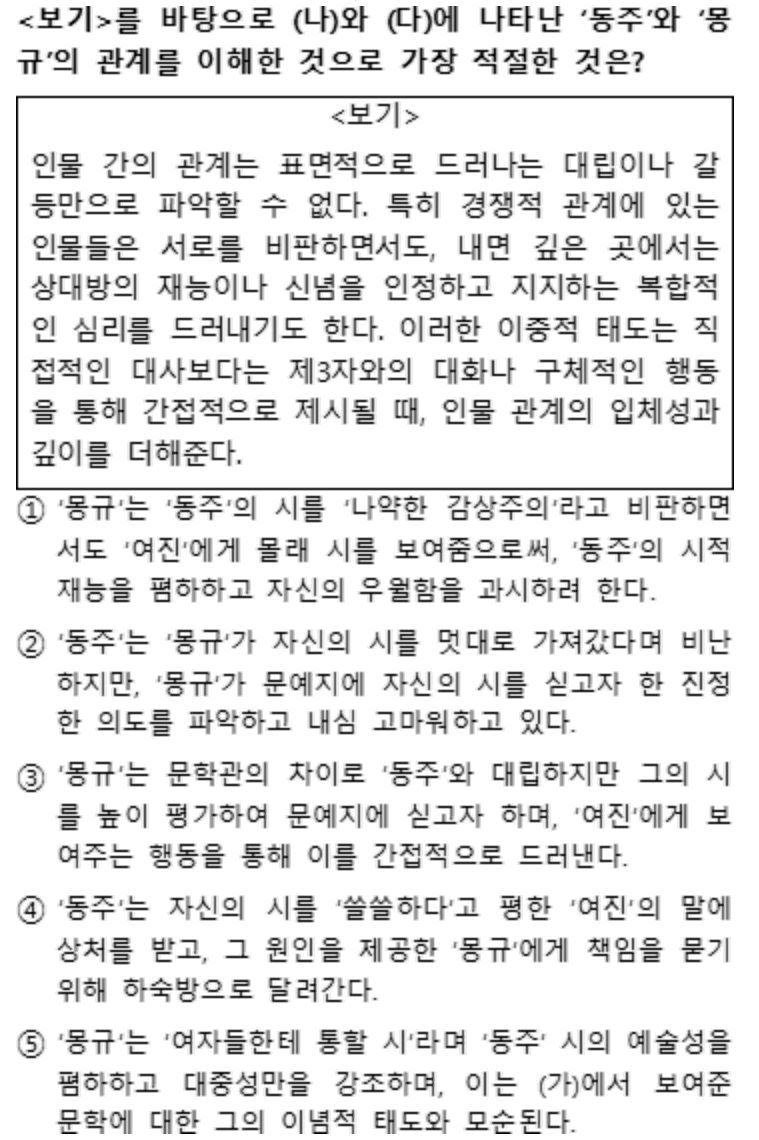 <보기>를 바탕으로 (나)와 (다)에 나타난 '동주'와 '몽
규'의 관계를 이해한 것으로 가장 적절한 것은?
<보기>
인물 간의 관계는 표면적으로 드러나는 대립이나 갈
등만으로 파악할 수 없다. 특히 경쟁적 관계에 있는
인물들은 서로를 비판하면서도, 내면 깊은 곳에서는
상대방의 재능이나 신념을 인정하고 지지하는 복합적
인 심리를 드러내기도 한다. 이러한 이중적 태도는 직
접적인 대사보다는 제3자와의 대화나 구체적인 행동
을 통해 간접적으로 제시될 때, 인물 관계의 입체성과
깊이를 더해준다.
① '몽규'는 '동주'의 시를 '나약한 감상주의'라고 비판하면
서도 '여진'에게 몰래 시를 보여줌으로써, '동주'의 시적
재능을 폄하하고 자신의 우월함을 과시하려 한다.
② '동주'는 '몽규'가 자신의 시를 멋대로 가져갔다며 비난
하지만, '몽규'가 문예지에 자신의 시를 싣고자 한 진정
한 의도를 파악하고 내심 고마워하고 있다.
③ '몽규'는 문학관의 차이로 '동주'와 대립하지만 그의 시
를 높이 평가하여 문예지에 싣고자 하며, '여진'에게 보
여주는 행동을 통해 이를 간접적으로 드러낸다.
④ '동주'는 자신의 시를 '쓸쓸하다'고 평한 '여진'의 말에
상처를 받고, 그 원인을 제공한 '몽규'에게 책임을 묻기
위해 하숙방으로 달려간다.
⑤ '몽규'는 '여자들한테 통할 시'라며 '동주' 시의 예술성을
폄하하고 대중성만을 강조하며, 이는 (가)에서 보여준
문학에 대한 그의 이념적 태도와 모순된다.